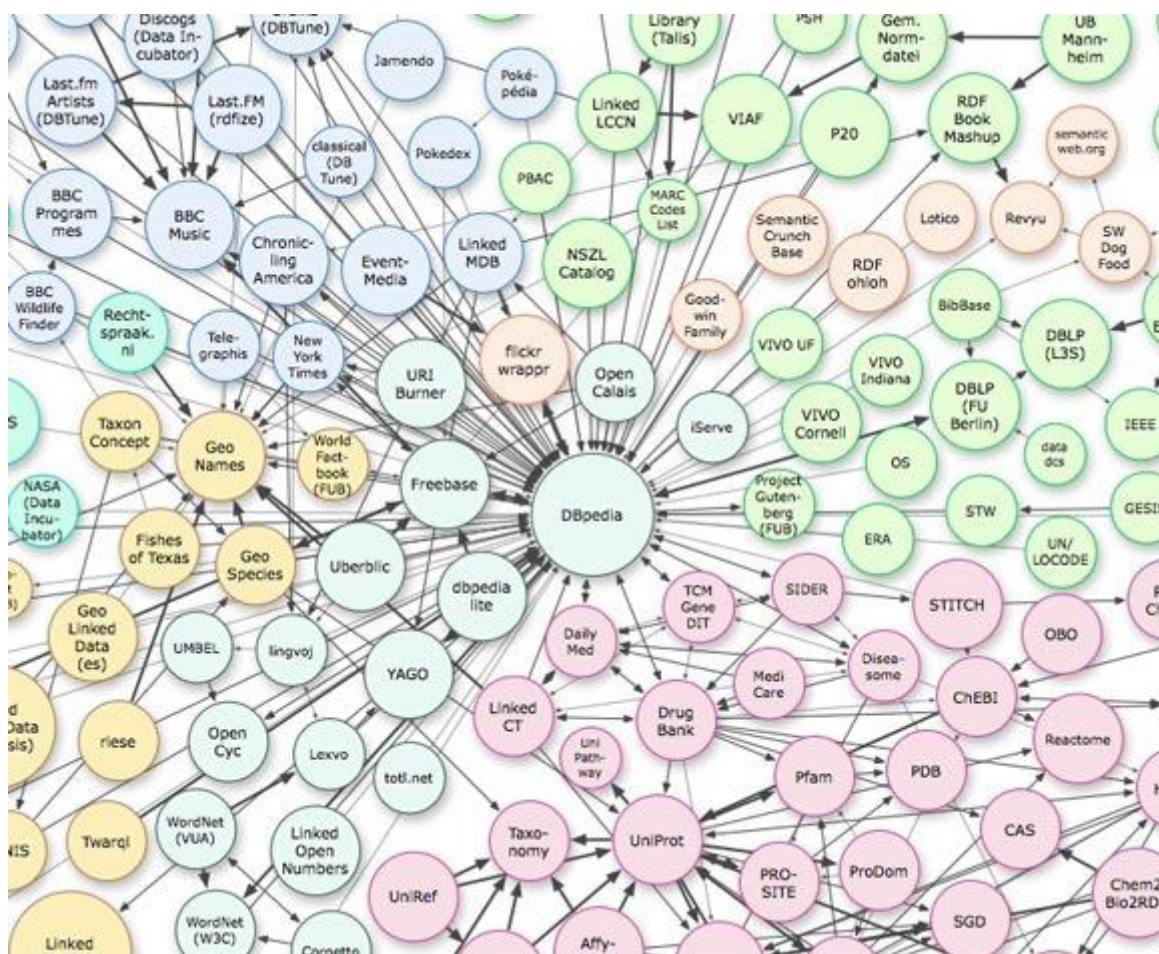 Discogs
(Data In-
cubator)
(DBTune)
Jamendo
Poké-
pédia
Library
(Talis)
PSH
Gem.
Norm-
datei
UB
Mann-
heim
Last.fm
Artists
(DBTune)
Last.FM
(rdfize)
classical
(DB
Tune)
Pokedex
Linked
LCCN
VIAF
P20
RDF
Book
Mashup
semantic
web.org
PBAC
MARC
Codes
List
BBC
Program
mes
BBC
Music
Chronic-
ling
America
Event-
Media
Linked
MDB
NSZL
Catalog
Semantic
Crunch
Base
RDF
ohloh
Lotico
Revyu
SW
Dog
Food
BBC
Wildlife
Finder
Recht-
spraak.
nl
Tele-
graphis
New
York
Times
URI
Burner
flickr
wrappr
Open
Calais
Good-
win
Family
VIVO UF
VIVO
Indiana
BibBase
DBLP
(L3S)
DBLP
(FU
Berlin)
IEEE
VIVO
Cornell
iServe
OS
data
dcs
Taxon
Concept
Geo
Names
World
Fact-
book
(FUB)
Freebase
DBpedia
Project
Guten-
berg
(FUB)
ERA
STW
GESIS
UN/
LOCODE
NASA
(Data
Incu-
bator)
Fishes
of Texas
Geo
Species
Uberblic
dbpedia
lite
TCM
Gene
DIT
SIDER
STITCH
OBO
Geo
Linked
Data
(es)
UMBEL
lingvoj
YAGO
Daily
Med
Disea-
some
Medi
Care
ChEBI
Linked
CT
Drug
Bank
Reactome
Data
sis)
riese
Open
Cyc
Lexvo
totl.net
Uni
Path-
way
Pfam
PDB
Twarql
WordNet
(VUA)
Linked
Open
Numbers
Taxo-
nomy
UniProt
CAS
PRO-
SITE
ProDom
UniRef
Chem2
Bio2RD
SGD
Linked
WordNet
(W3C)
Cornetto
Affy-